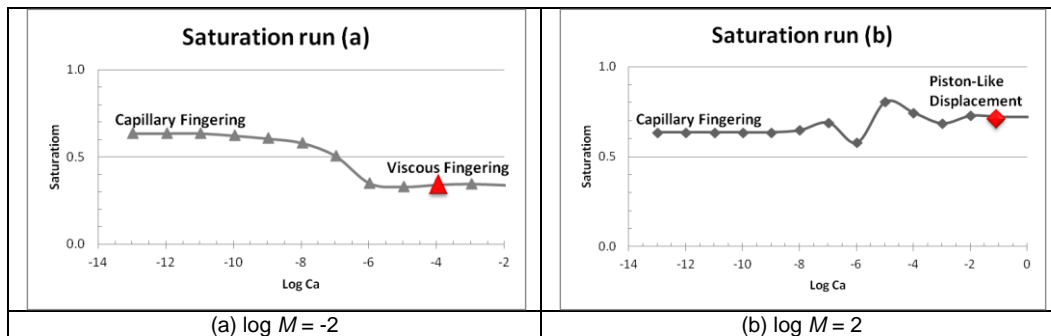 Saturation run (a)
1.0
Capillary Fingering
0.5
Viscous Fingering
0.0
-14 -12 -10 -8 -6 -4 -2
Log Ca
Saturatiom
(a) log M = -2
Saturation run (b)
1.0
Piston-Like
Displacement
Capillary Fingering
0.5
0.0
-14 -12 -10 -8 -6 -4 -2 0
Log Ca
Saturatiom
(b) log M = 2